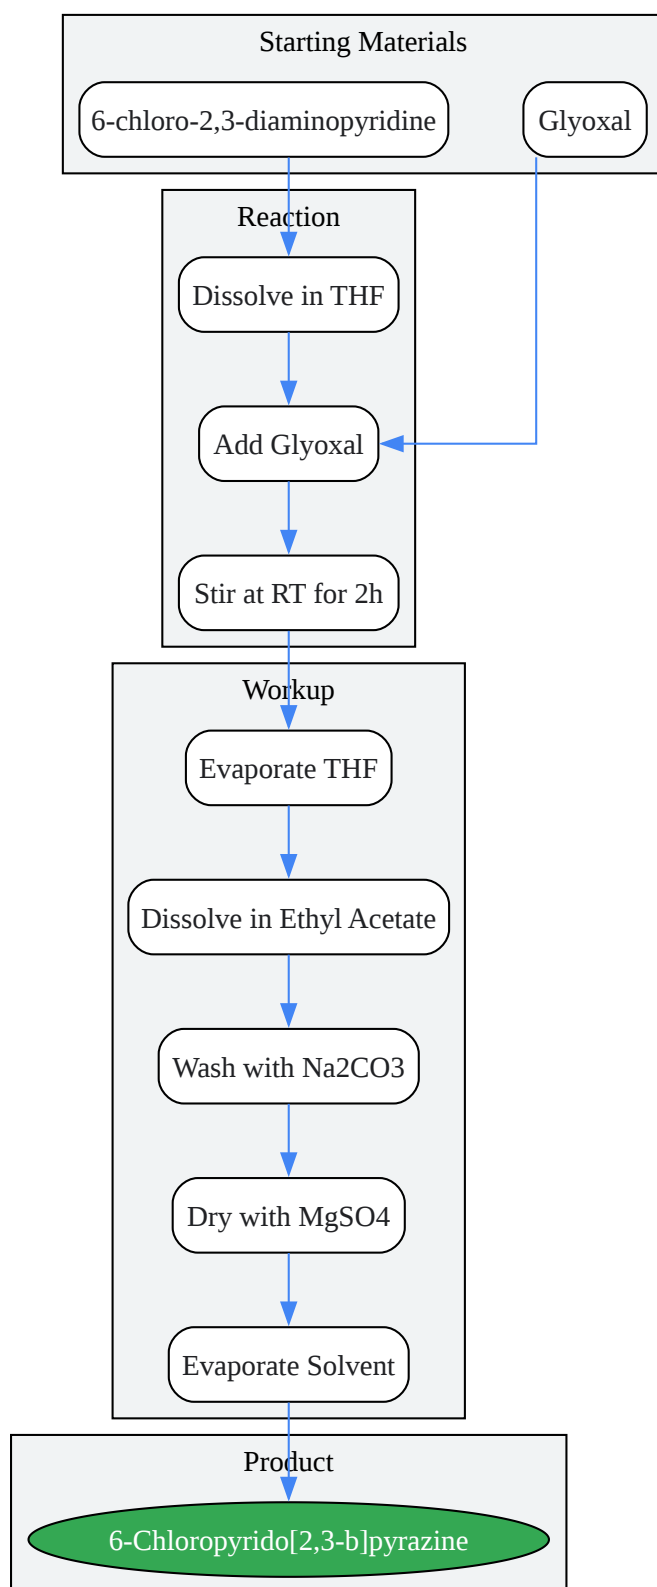 Starting Materials
6-chloro-2,3-diaminopyridine
Glyoxal
Reaction
Dissolve in THF
Add Glyoxal
Stir at RT for 2h
Workup
Evaporate THF
Dissolve in Ethyl Acetate
Wash with Na2CO3
Dry with MgSO4
Evaporate Solvent
Product
6-Chloropyrido[2,3-b]pyrazine